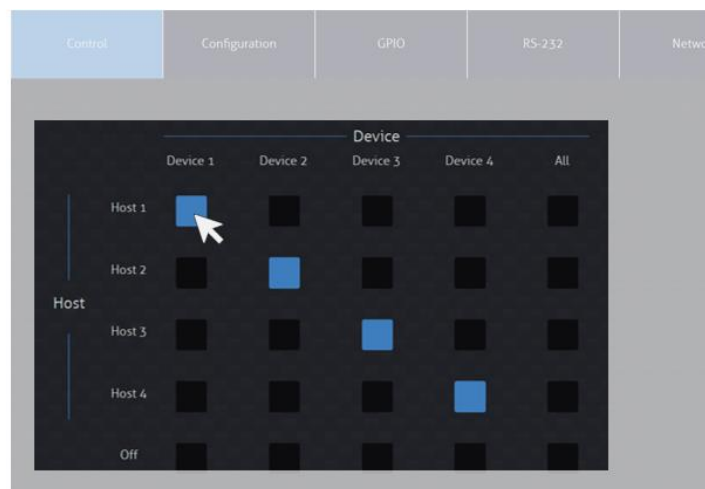 Control Configuration GPIO RS-232
Device
Device 1 Device 2 Device 3 Device 4 All
Host 1
Host 2
Host
Host 3
Host 4
Off